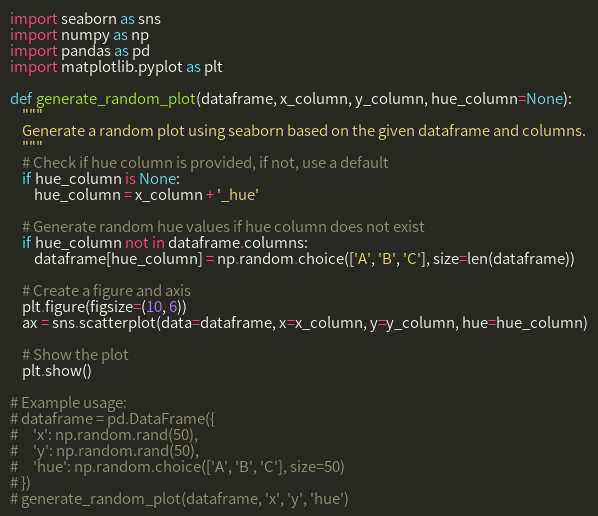 import seaborn as sns
import numpy as np
import pandas as pd
import matplotlib.pyplot as plt

def generate_random_plot(dataframe, x_column, y_column, hue_column=None):
    """
    Generate a random plot using seaborn based on the given dataframe and columns.
    """
    # Check if hue column is provided, if not, use a default
    if hue_column is None:
        hue_column = x_column + '_hue'

    # Generate random hue values if hue column does not exist
    if hue_column not in dataframe.columns:
        dataframe[hue_column] = np.random.choice(['A', 'B', 'C'], size=len(dataframe))

    # Create a figure and axis
    plt.figure(figsize=(10, 6))
    ax = sns.scatterplot(data=dataframe, x=x_column, y=y_column, hue=hue_column)

    # Show the plot
    plt.show()

# Example usage:
# dataframe = pd.DataFrame({
#     'x': np.random.rand(50),
#     'y': np.random.rand(50),
#     'hue': np.random.choice(['A', 'B', 'C'], size=50)
# })
# generate_random_plot(dataframe, 'x', 'y', 'hue')